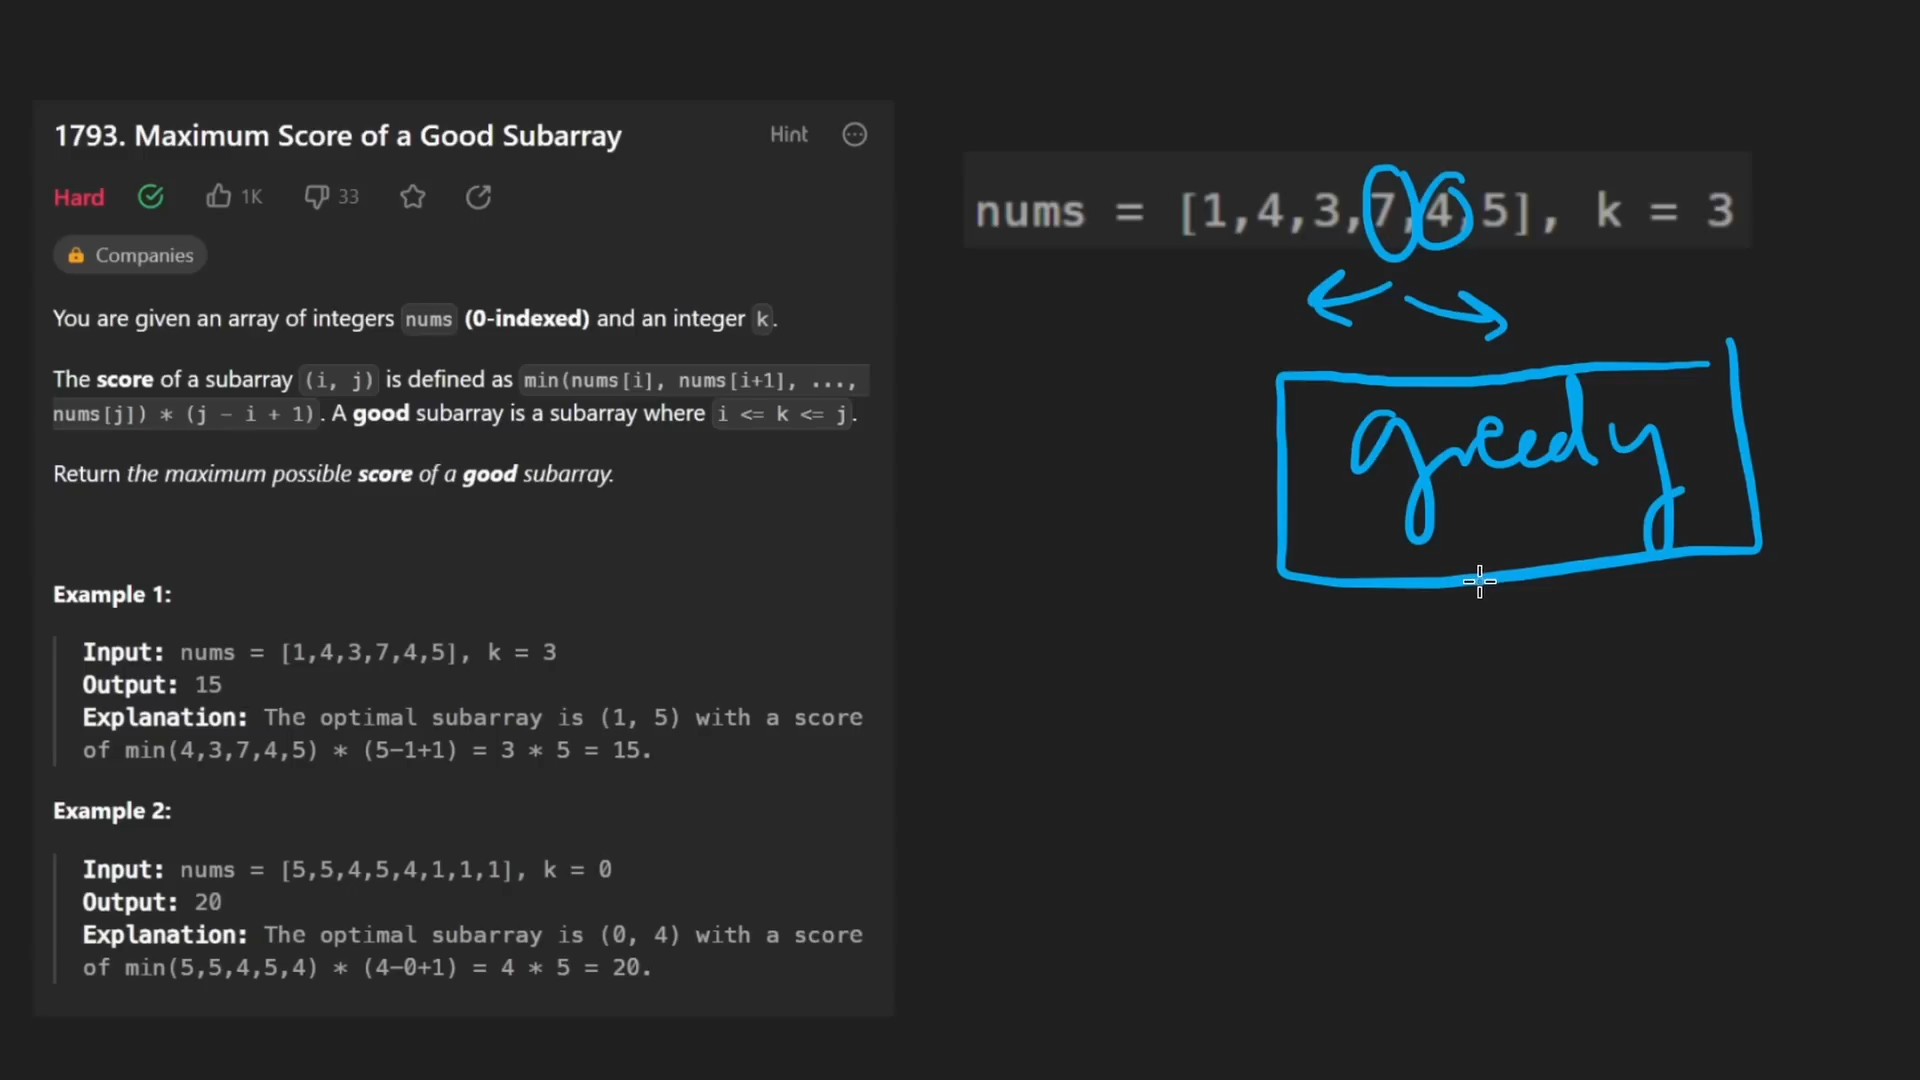 1793. Maximum Score of a Good Subarray
Hint
Hard
1K
33
Companies
You are given an array of integers nums (0-indexed) and an integer k.
The score of a subarray (i, j) is defined as min(nums[i], nums[i+1], ...,
nums[j]) * (j - i + 1). A good subarray is a subarray where i <= k <= j.
Return the maximum possible score of a good subarray.
Example 1:
Input: nums = [1,4,3,7,4,5], k = 3
Output: 15
Explanation: The optimal subarray is (1, 5) with a score
of min(4,3,7,4,5) * (5-1+1) = 3 * 5 = 15.
Example 2:
Input: nums = [5,5,4,5,4,1,1,1], k = 0
Output: 20
Explanation: The optimal subarray is (0, 4) with a score
of min(5,5,4,5,4) * (4-0+1) = 4 * 5 = 20.
nums = [1,4,3,7,4,5], k = 3
greedy